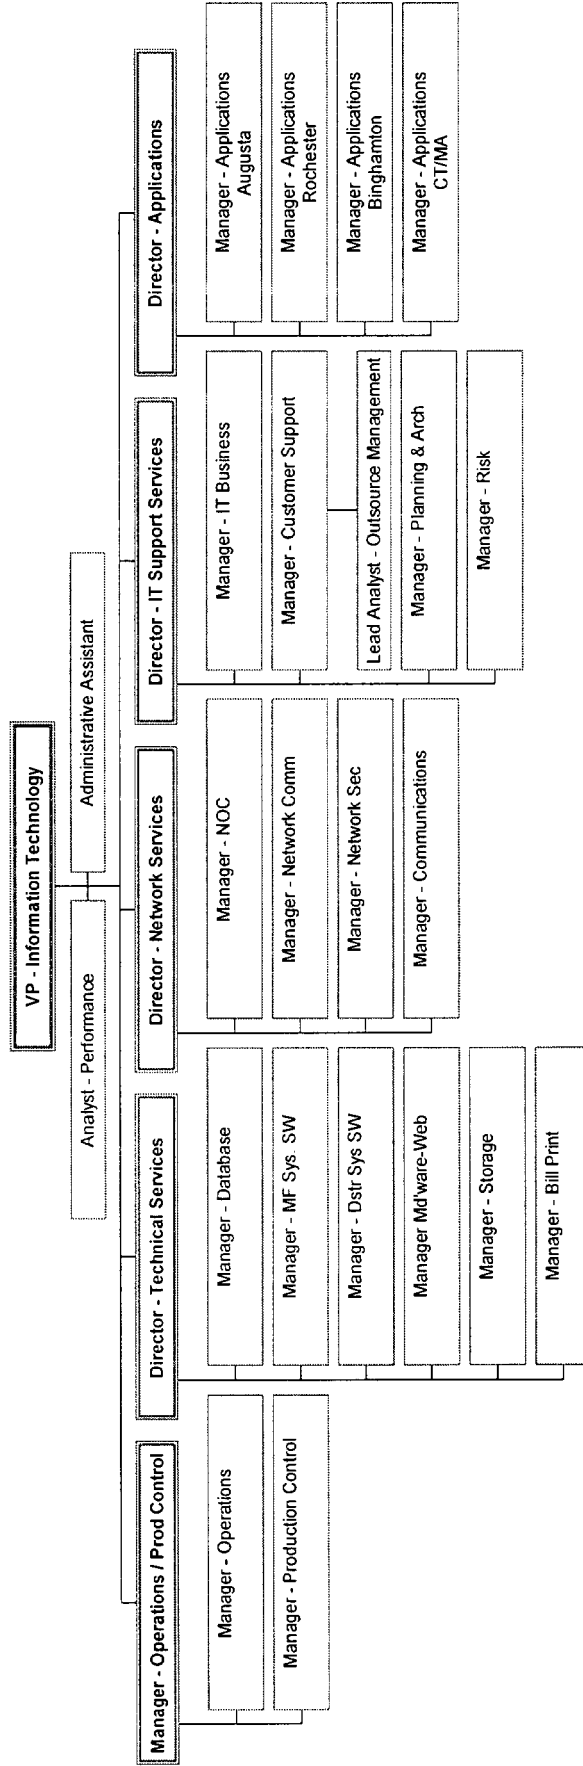 VP - Information Technology
Analyst - Performance
Administrative Assistant
Manager - Operations / Prod Control
Director - Technical Services
Director - Network Services
Director - IT Support Services
Director - Applications
Manager - Operations
Manager - Production Control
Manager - Database
Manager - MF Sys. SW
Manager - Dstr Sys SW
Manager Md'ware-Web
Manager - Storage
Manager - Bill Print
Manager - NOC
Manager - Network Comm
Manager - Network Sec
Manager - Communications
Manager - IT Business
Manager - Customer Support
Lead Analyst - Outsource Management
Manager - Planning & Arch
Manager - Risk
Manager - Applications
Augusta
Manager - Applications
Rochester
Manager - Applications
Binghamton
Manager - Applications
CT/MA